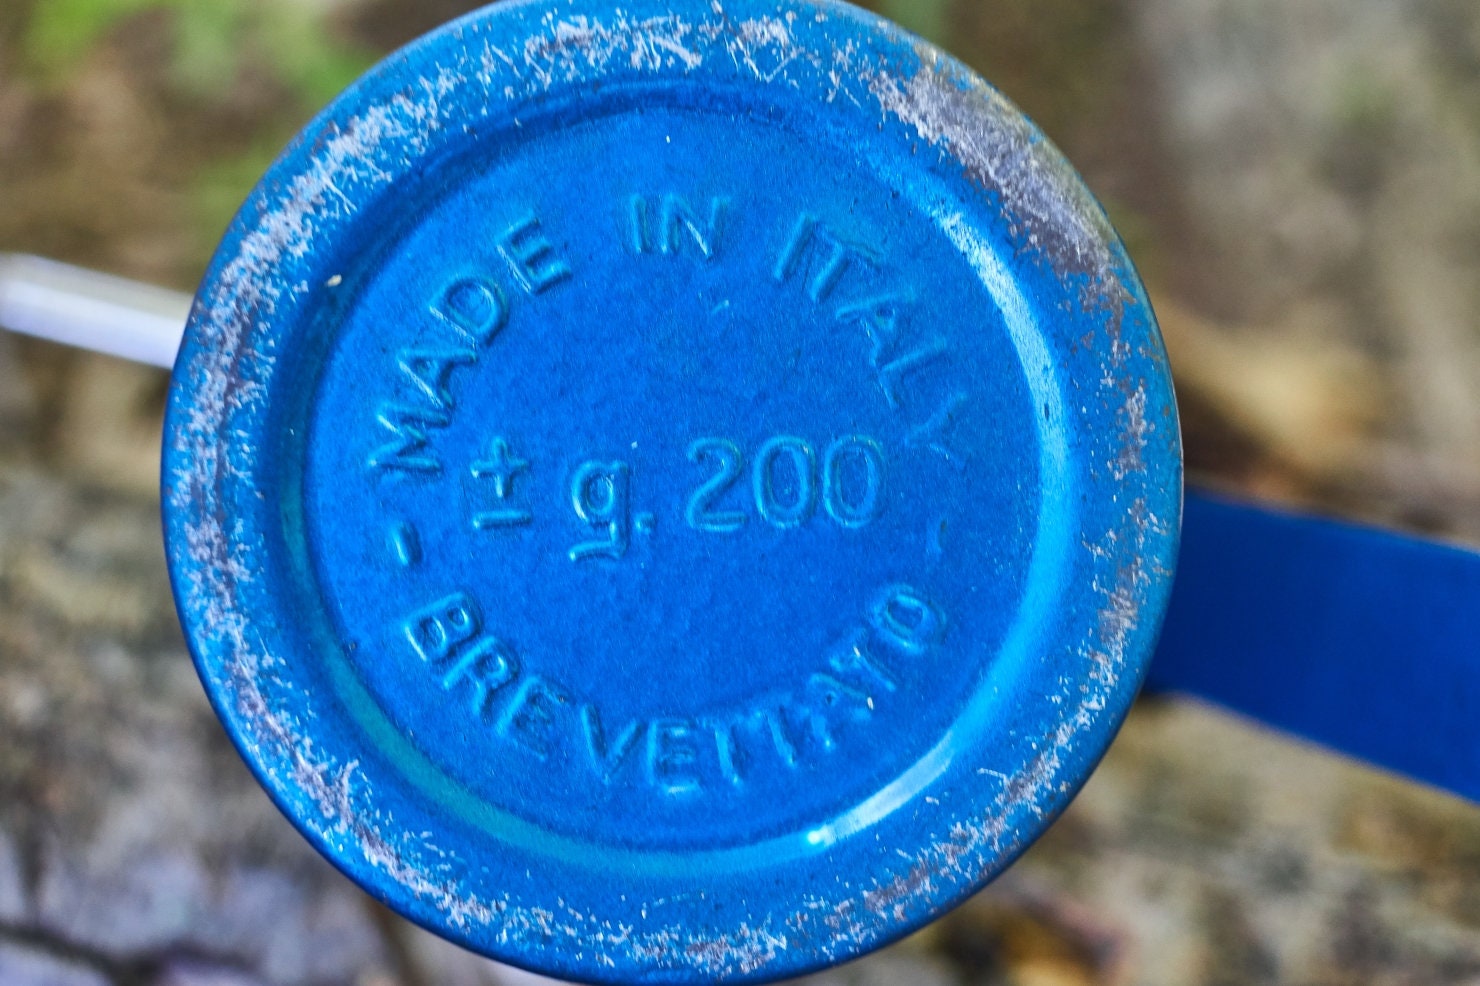 MADE IN ITALY
± g. 200
- BREVETTATO -